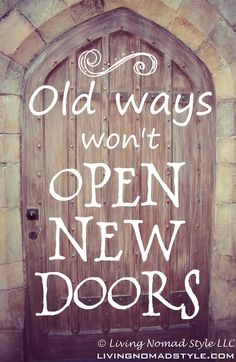 Old ways
won't
OPEN
NEW
DOORS
© Living Nomad Style LLC
LIVINGNOMADSTYLE.COM